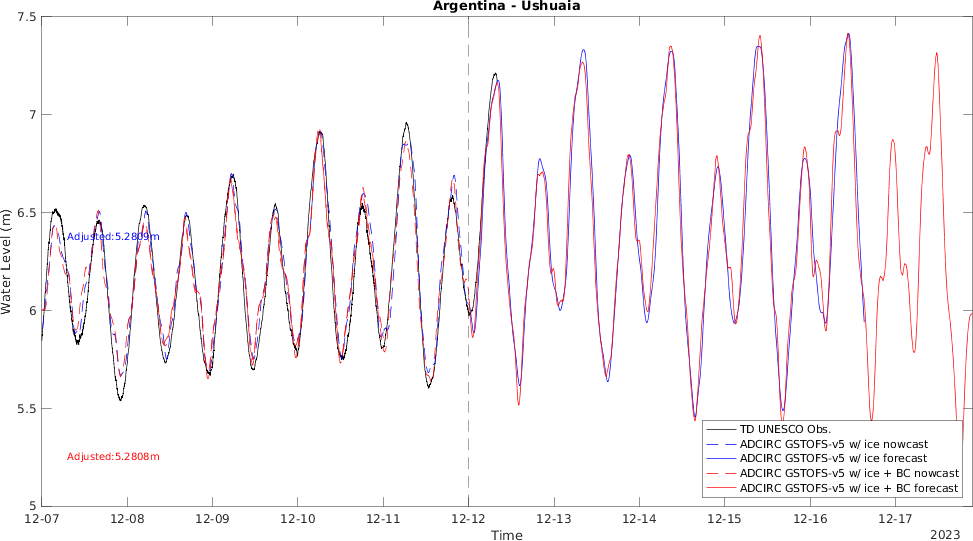 Argentina - Ushuaia
7.5
7
6.5
6
5.5
5
Water Level (m)
Adjusted:5.2809m
Adjusted:5.2808m
TD UNESCO Obs.
ADCIRC GSTOFS-v5 w/ ice nowcast
ADCIRC GSTOFS-v5 w/ ice forecast
ADCIRC GSTOFS-v5 w/ ice + BC nowcast
ADCIRC GSTOFS-v5 w/ ice + BC forecast
12-07 12-08 12-09 12-10 12-11 12-12 12-13 12-14 12-15 12-16 12-17
Time
2023